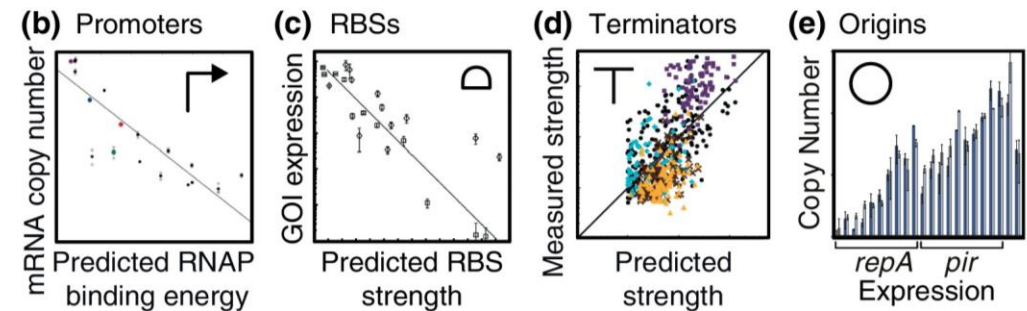 (b) Promoters
mRNA copy number
Predicted RNAP
binding energy
(c) RBSs
GOI expression
Predicted RBS
strength
(d) Terminators
Measured strength
Predicted
strength
(e) Origins
Copy Number
repA pir
Expression